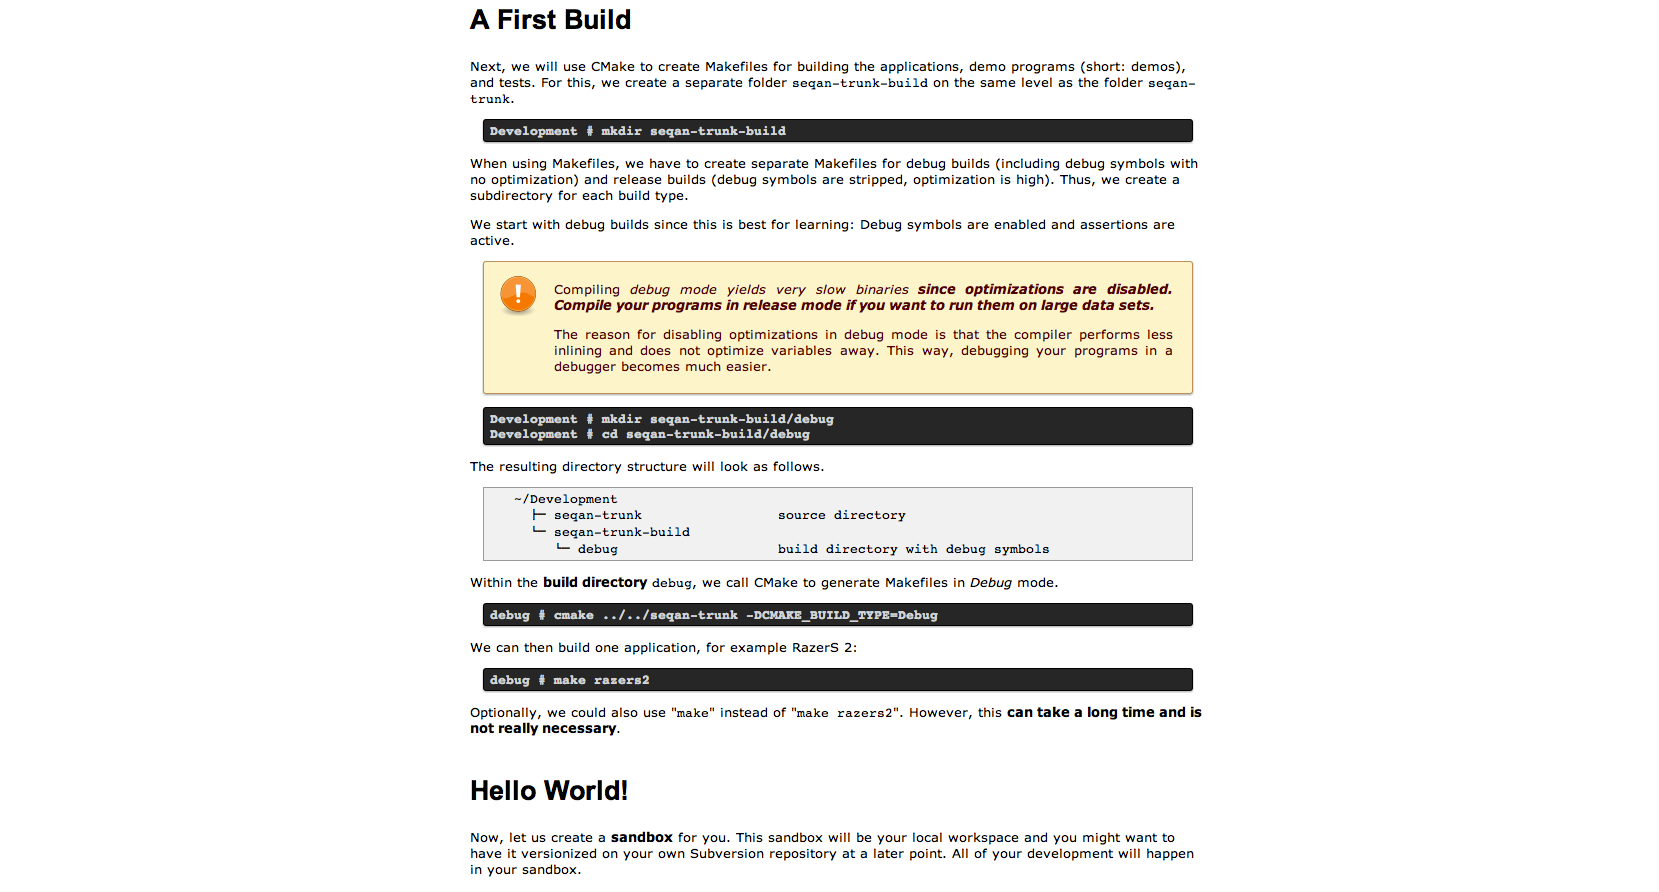 A First Build
Next, we will use CMake to create Makefiles for building the applications, demo programs (short: demos),
and tests. For this, we create a separate folder seqan-trunk-build on the same level as the folder seqan-
trunk.
Development # mkdir seqan-trunk-build
When using Makefiles, we have to create separate Makefiles for debug builds (including debug symbols with
no optimization) and release builds (debug symbols are stripped, optimization is high). Thus, we create a
subdirectory for each build type.
We start with debug builds since this is best for learning: Debug symbols are enabled and assertions are
active.
!
Compiling debug mode yields very slow binaries since optimizations are disabled.
Compile your programs in release mode if you want to run them on large data sets.
The reason for disabling optimizations in debug mode is that the compiler performs less
inlining and does not optimize variables away. This way, debugging your programs in a
debugger becomes much easier.
Development # mkdir seqan-trunk-build/debug
Development # cd seqan-trunk-build/debug
The resulting directory structure will look as follows.
~/Development
├─ seqan-trunk source directory
└─ seqan-trunk-build
└─ debug build directory with debug symbols
Within the build directory debug, we call CMake to generate Makefiles in Debug mode.
debug # cmake ../../seqan-trunk -DCMAKE_BUILD_TYPE=Debug
We can then build one application, for example RazerS 2:
debug # make razers2
Optionally, we could also use "make" instead of "make razers2". However, this can take a long time and is
not really necessary.
Hello World!
Now, let us create a sandbox for you. This sandbox will be your local workspace and you might want to
have it versionized on your own Subversion repository at a later point. All of your development will happen
in your sandbox.